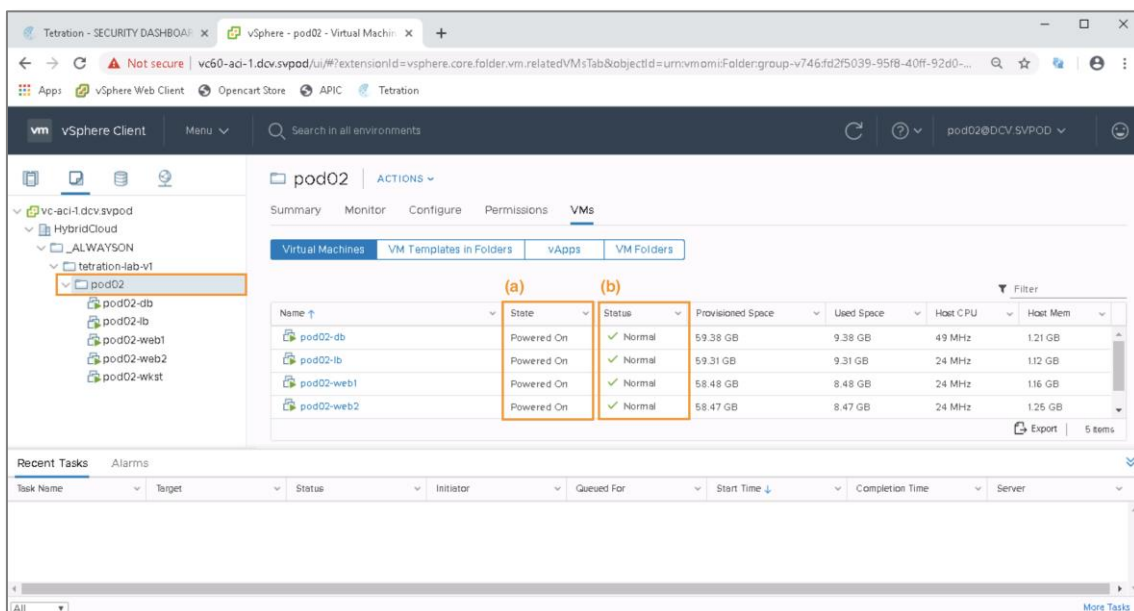 Tetration - SECURITY DASHBOAR
vSphere - pod02 - Virtual Machin
Not secure | vc60-aci-1.dcv.svpod/ui/#?extensionId=vsphere.core.folder.vm.relatedVMsTab&objectId=urn:vmomi:Folder:group-v746:fd2f5039-95f8-40ff-92d0-...
Apps vSphere Web Client Opencart Store APIC Tetration
vm vSphere Client Menu Search in all environments pod02@DCV.SVPOD
pod02 ACTIONS
Summary Monitor Configure Permissions VMs
Virtual Machines VM Templates in Folders vApps VM Folders
vc-aci-1.dcv.svpod
HybridCloud
_ALWAYSON
tetration-lab-v1
pod02
pod02-db
pod02-lb
pod02-web1
pod02-web2
pod02-wkst
(a) (b)
Filter
Name State Status Provisioned Space Used Space Host CPU Host Mem
pod02-db Powered On Normal 59.38 GB 9.38 GB 49 MHz 1.21 GB
pod02-lb Powered On Normal 59.31 GB 9.31 GB 24 MHz 1.12 GB
pod02-web1 Powered On Normal 58.48 GB 8.48 GB 24 MHz 1.16 GB
pod02-web2 Powered On Normal 58.47 GB 8.47 GB 24 MHz 1.25 GB
Export | 5 items
Recent Tasks Alarms
Task Name Target Status Initiator Queued For Start Time Completion Time Server
All
More Tasks